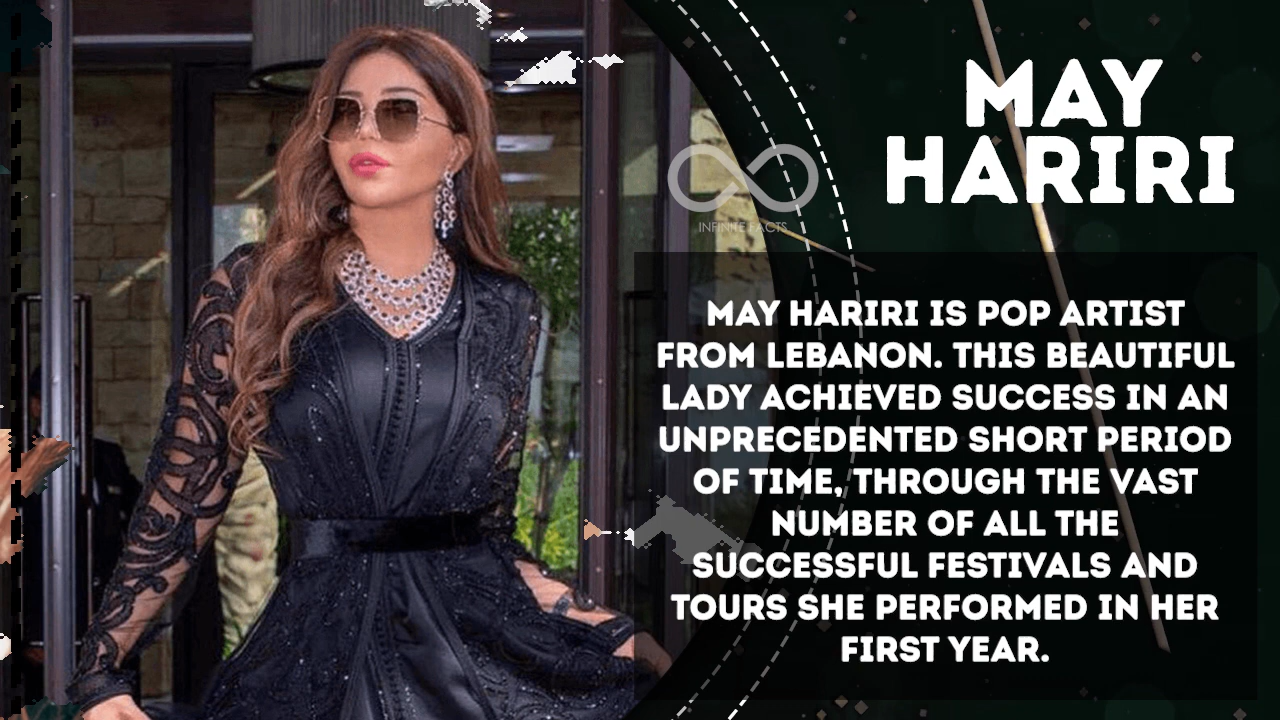 MAY
HARIRI
INFINITE FACTS
MAY HARIRI IS POP ARTIST
FROM LEBANON. THIS BEAUTIFUL
LADY ACHIEVED SUCCESS IN AN
UNPRECEDENTED SHORT PERIOD
OF TIME, THROUGH THE VAST
NUMBER OF ALL THE
SUCCESSFUL FESTIVALS AND
TOURS SHE PERFORMED IN HER
FIRST YEAR.